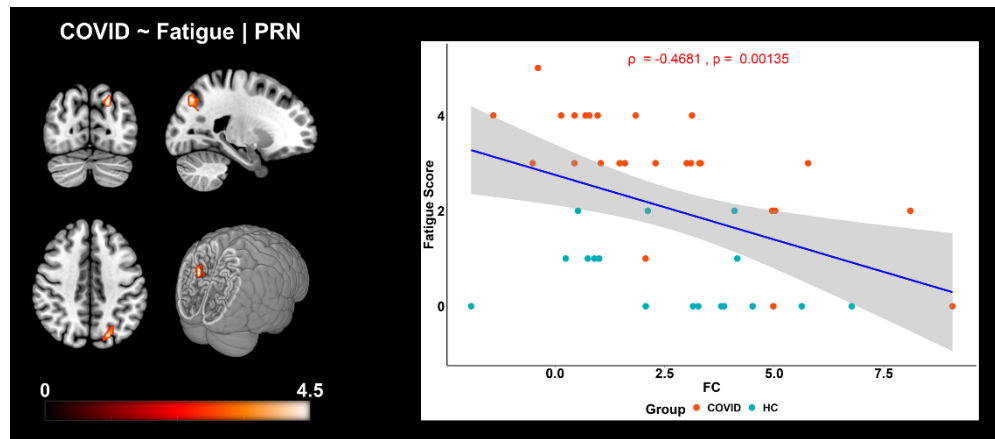 COVID ~ Fatigue | PRN
0 4.5
ρ = -0.4681 , p = 0.00135
Fatigue Score
4
2
0
0.0 2.5 5.0 7.5
FC
Group COVID HC